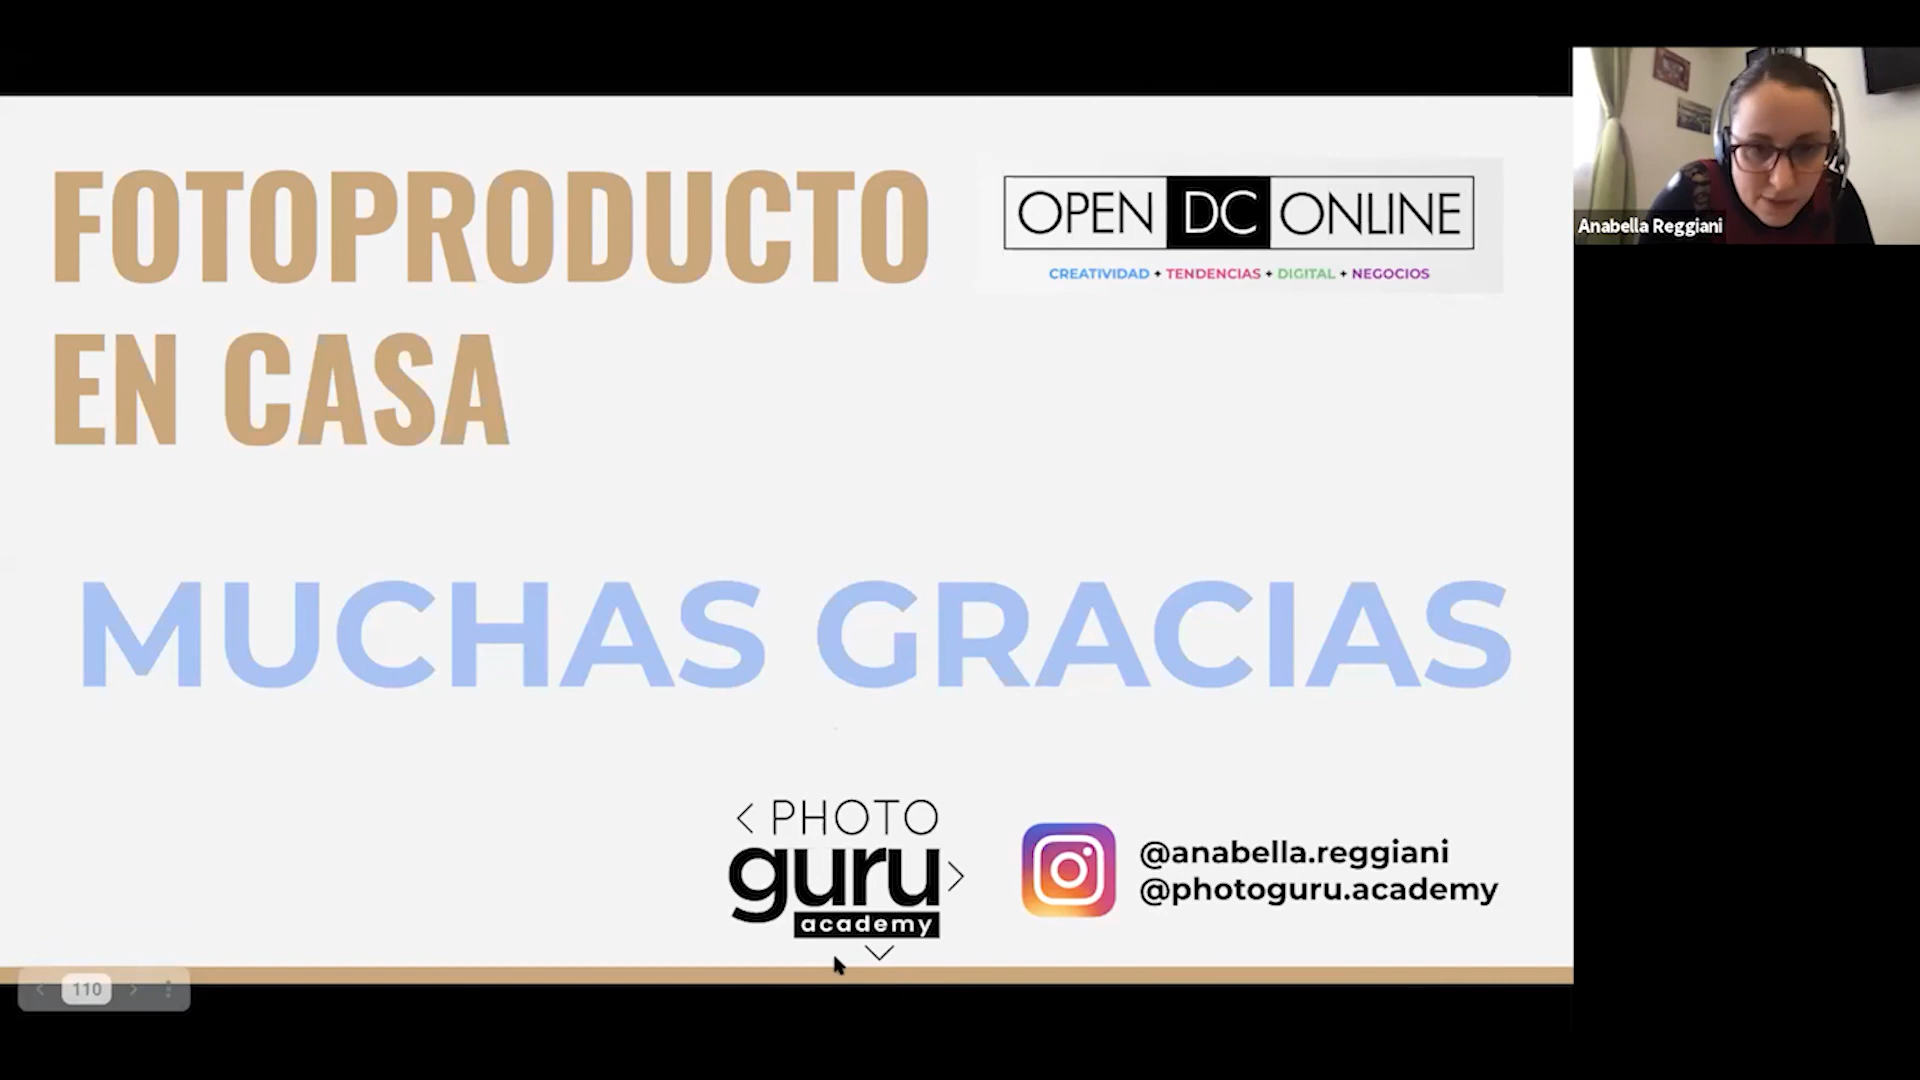 FOTOPRODUCTO
EN CASA
OPEN DC ONLINE
CREATIVIDAD + TENDENCIAS + DIGITAL + NEGOCIOS
Anabella Reggiani
MUCHAS GRACIAS
PHOTO
guru
academy
@anabella.reggiani
@photoguru.academy
110